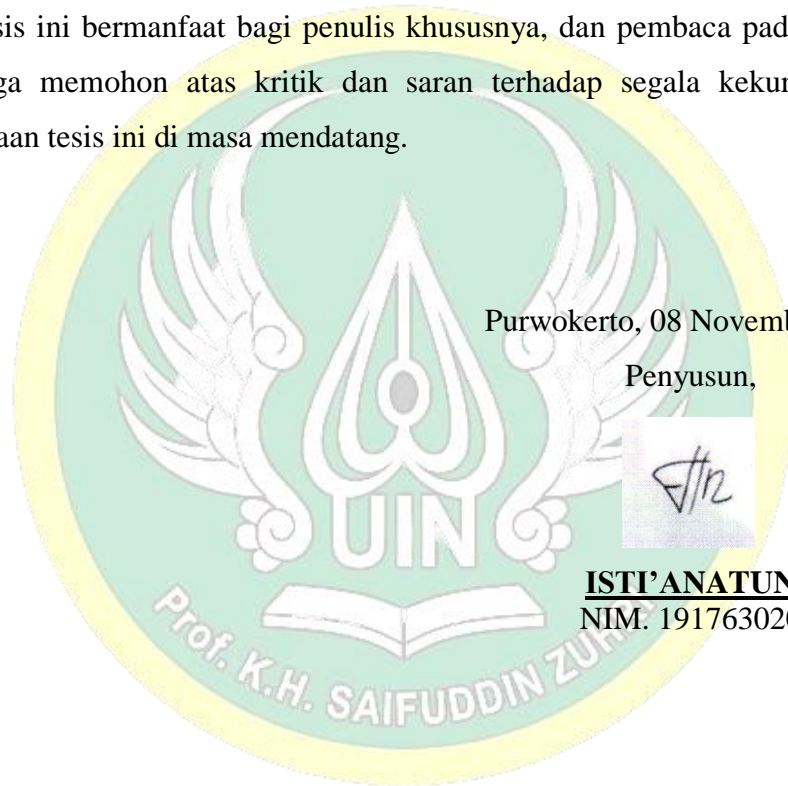 sis ini bermanfaat bagi penulis khususnya, dan pembaca pad
ga memohon atas kritik dan saran terhadap segala kekur
aan tesis ini di masa mendatang.
Purwokerto, 08 Novemb
Penyusun,
ISTI’ANATUN
NIM. 19176302
UIN
Prof. K.H. SAIFUDDIN ZUHRI